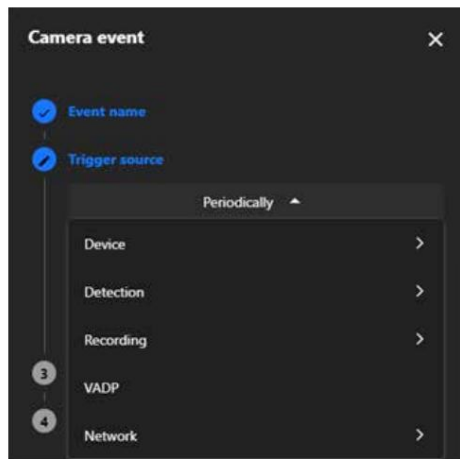 Camera event
Event name
Trigger source
Periodically
Device
Detection
Recording
3
VADP
4
Network